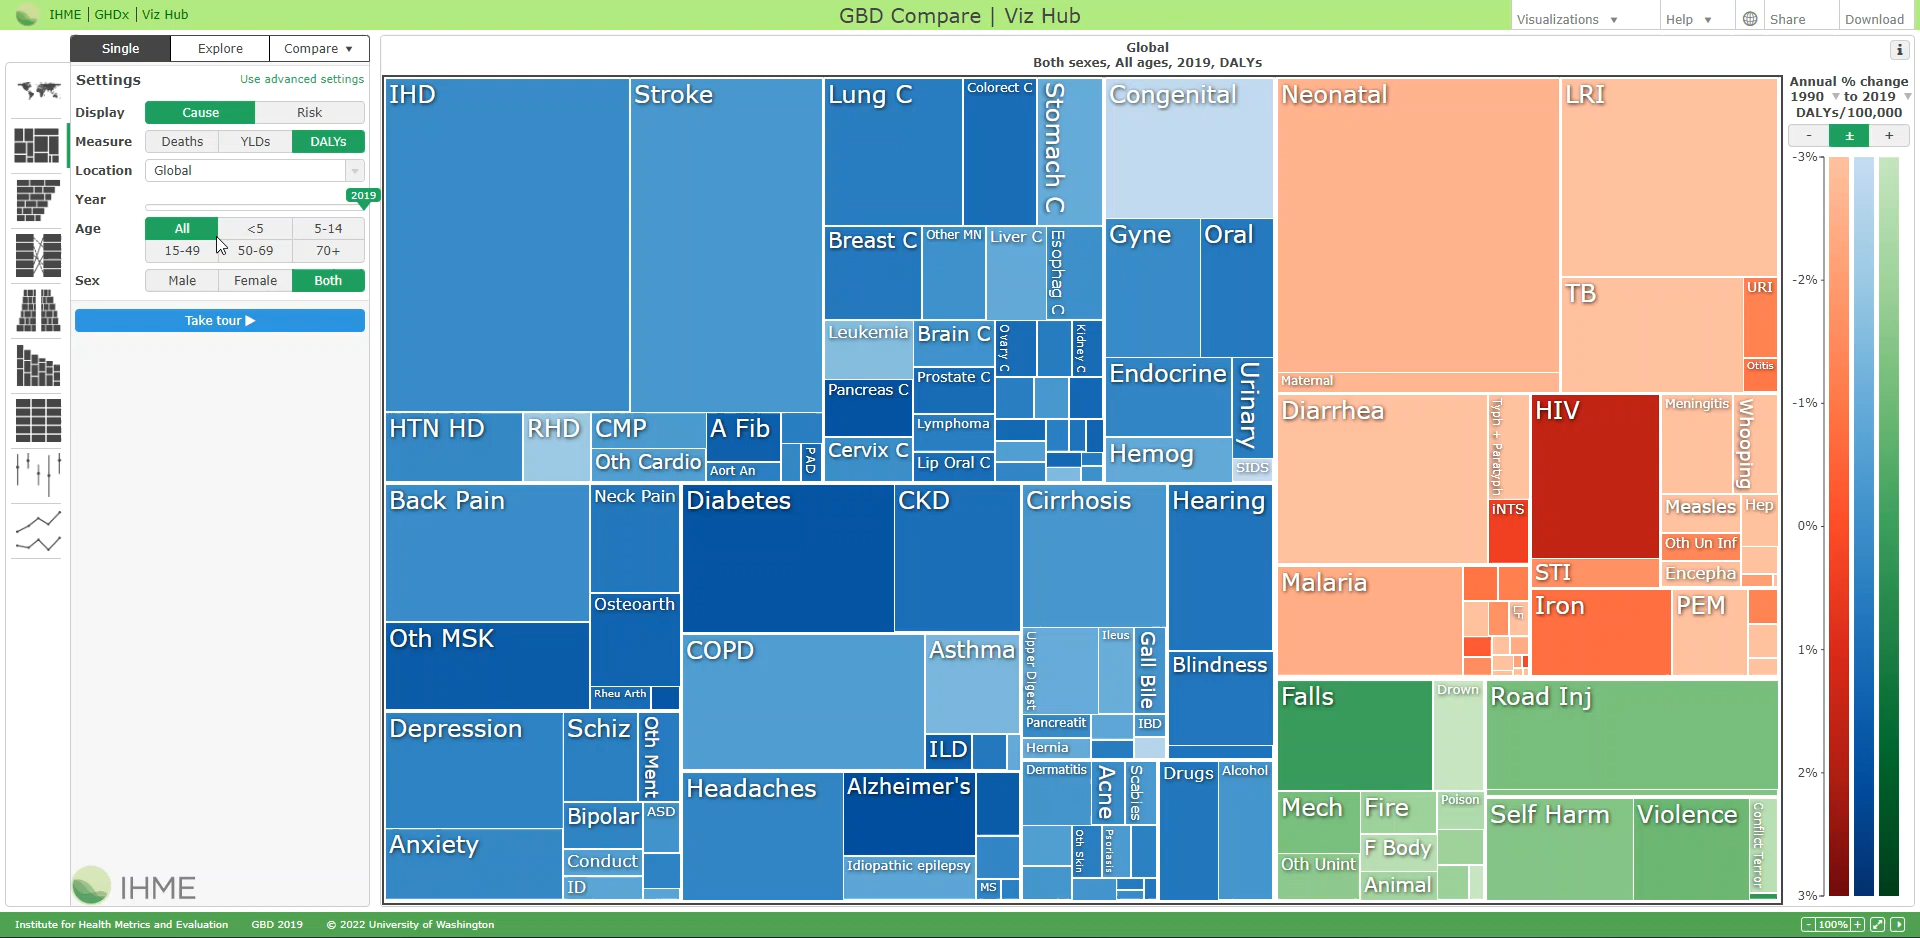 IHME | GHDx | Viz Hub
GBD Compare | Viz Hub
Visualizations
Help
Share
Download
Single
Explore
Compare
Settings
Use advanced settings
Display
Cause
Risk
Measure
Deaths
YLDs
DALYs
Location
Global
Year
2019
Age
All
<5
5-14
15-49
50-69
70+
Sex
Male
Female
Both
Take tour
IHME
Global
Both sexes, All ages, 2019, DALYs
i
IHD
Stroke
HTN HD
RHD
CMP
Oth Cardio
A Fib
Aort An
PAD
Lung C
Colorect C
Stomach C
Breast C
Other MN
Liver C
Esophag C
Leukemia
Brain C
Ovary C
Kidney C
Pancreas C
Prostate C
Cervix C
Lymphoma
Lip Oral C
Congenital
Gyne
Oral
Endocrine
Urinary
Hemog
SIDS
Neonatal
Maternal
LRI
TB
URI
Otitis
Back Pain
Neck Pain
Oth MSK
Osteoarth
Rheu Arth
Diabetes
CKD
COPD
Asthma
ILD
Cirrhosis
Upper Digest
Ileus
Gall Bile
Pancreatit
IBD
Hernia
Hearing
Blindness
Diarrhea
Typh + Paratyph
iNTS
HIV
STI
Meningitis
Whooping
Measles
Hep
Oth Un Inf
Encepha
Malaria
LF
Iron
PEM
Depression
Schiz
Oth Ment
Anxiety
Bipolar
ASD
Conduct
ID
Headaches
Alzheimer's
Idiopathic epilepsy
MS
Dermatitis
Acne
Scabies
Oth Skin
Psoriasis
Drugs
Alcohol
Falls
Drown
Road Inj
Mech
Fire
Poison
F Body
Oth Unint
Animal
Self Harm
Violence
Conflict Terror
Annual % change
1990 to 2019
DALYs/100,000
- ± +
-3%
-2%
-1%
0%
1%
2%
3%
Institute for Health Metrics and Evaluation
GBD 2019
© 2022 University of Washington
- 100% +